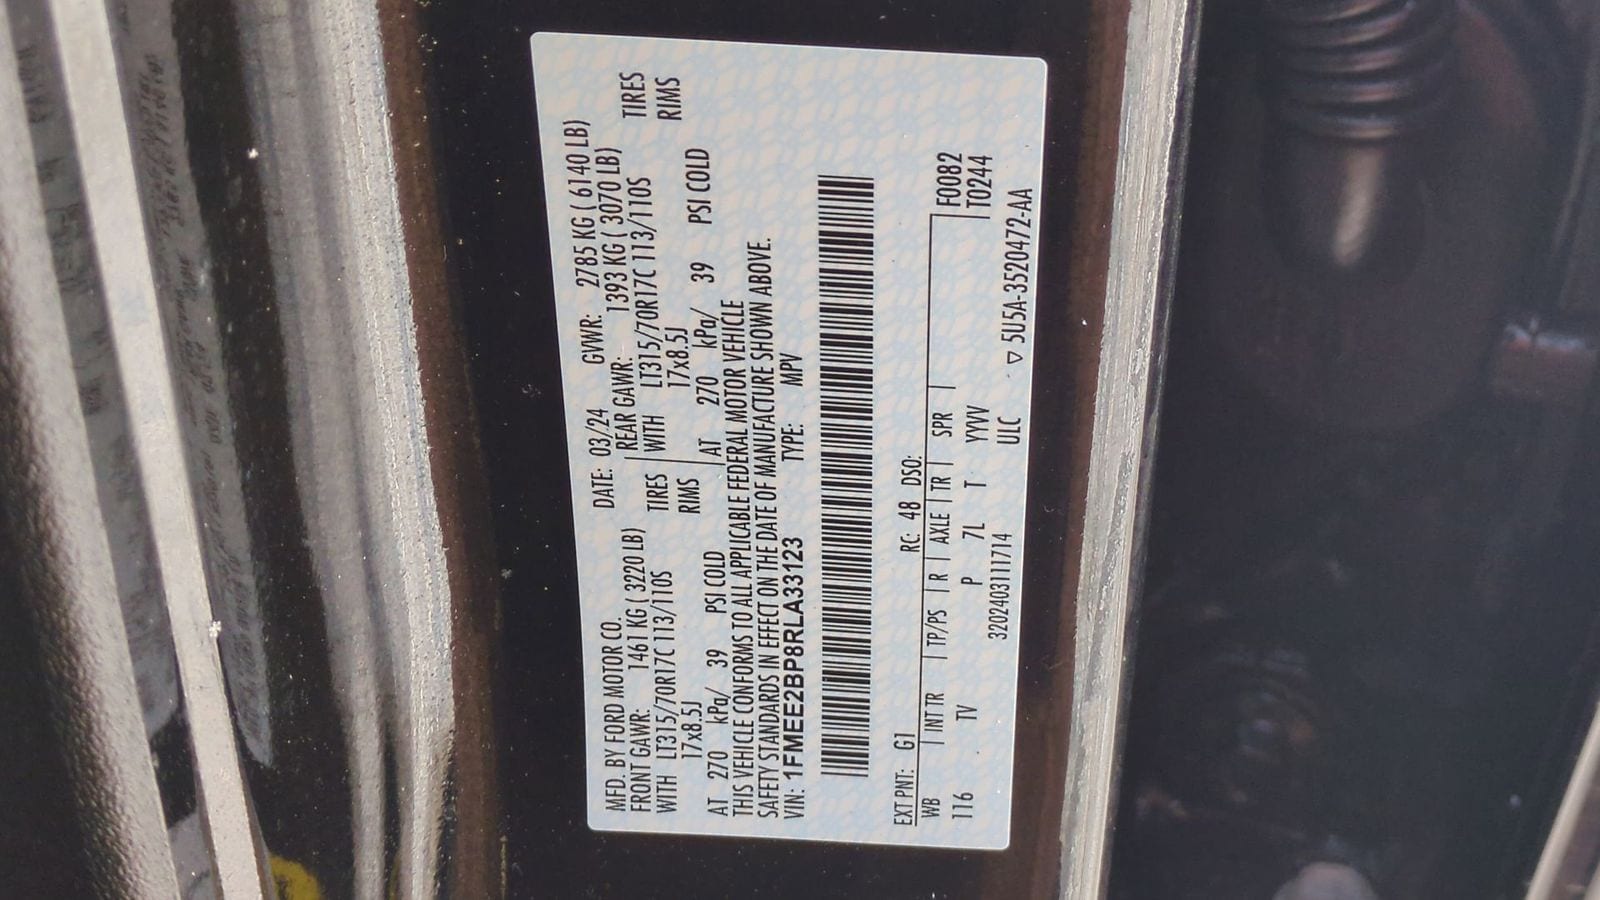 MFD. BY FORD MOTOR CO. DATE: 03/24 GVWR: 2785 KG ( 6140 LB)
FRONT GAWR: 1461 KG ( 3220 LB) REAR GAWR: 1393 KG ( 3070 LB)
WITH LT315/70R17C 113/110S TIRES WITH LT315/70R17C 113/110S TIRES
17x8.5J RIMS 17x8.5J RIMS
AT 270 kPa/ 39 PSI COLD AT 270 kPa/ 39 PSI COLD
THIS VEHICLE CONFORMS TO ALL APPLICABLE FEDERAL MOTOR VEHICLE
SAFETY STANDARDS IN EFFECT ON THE DATE OF MANUFACTURE SHOWN ABOVE.
VIN: 1FMEE2BP8RLA33123 TYPE: MPV
EXT PNT: G1 RC: 48 DSO:
WB INT TR TP/PS R AXLE TR SPR F0082
116 TV P 7L T YYVV T0244
3202403111714 ULC
▽ 5U5A-3520472-AA